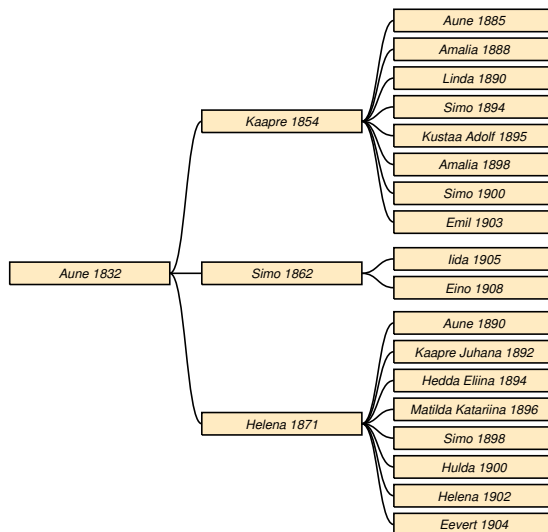 Aune 1885
Amalia 1888
Linda 1890
Kaapre 1854
Simo 1894
Kustaa Adolf 1895
Amalia 1898
Simo 1900
Emil 1903
Aune 1832
Simo 1862
Iida 1905
Eino 1908
Aune 1890
Kaapre Juhana 1892
Hedda Eliina 1894
Helena 1871
Matilda Katariina 1896
Simo 1898
Hulda 1900
Helena 1902
Eevert 1904